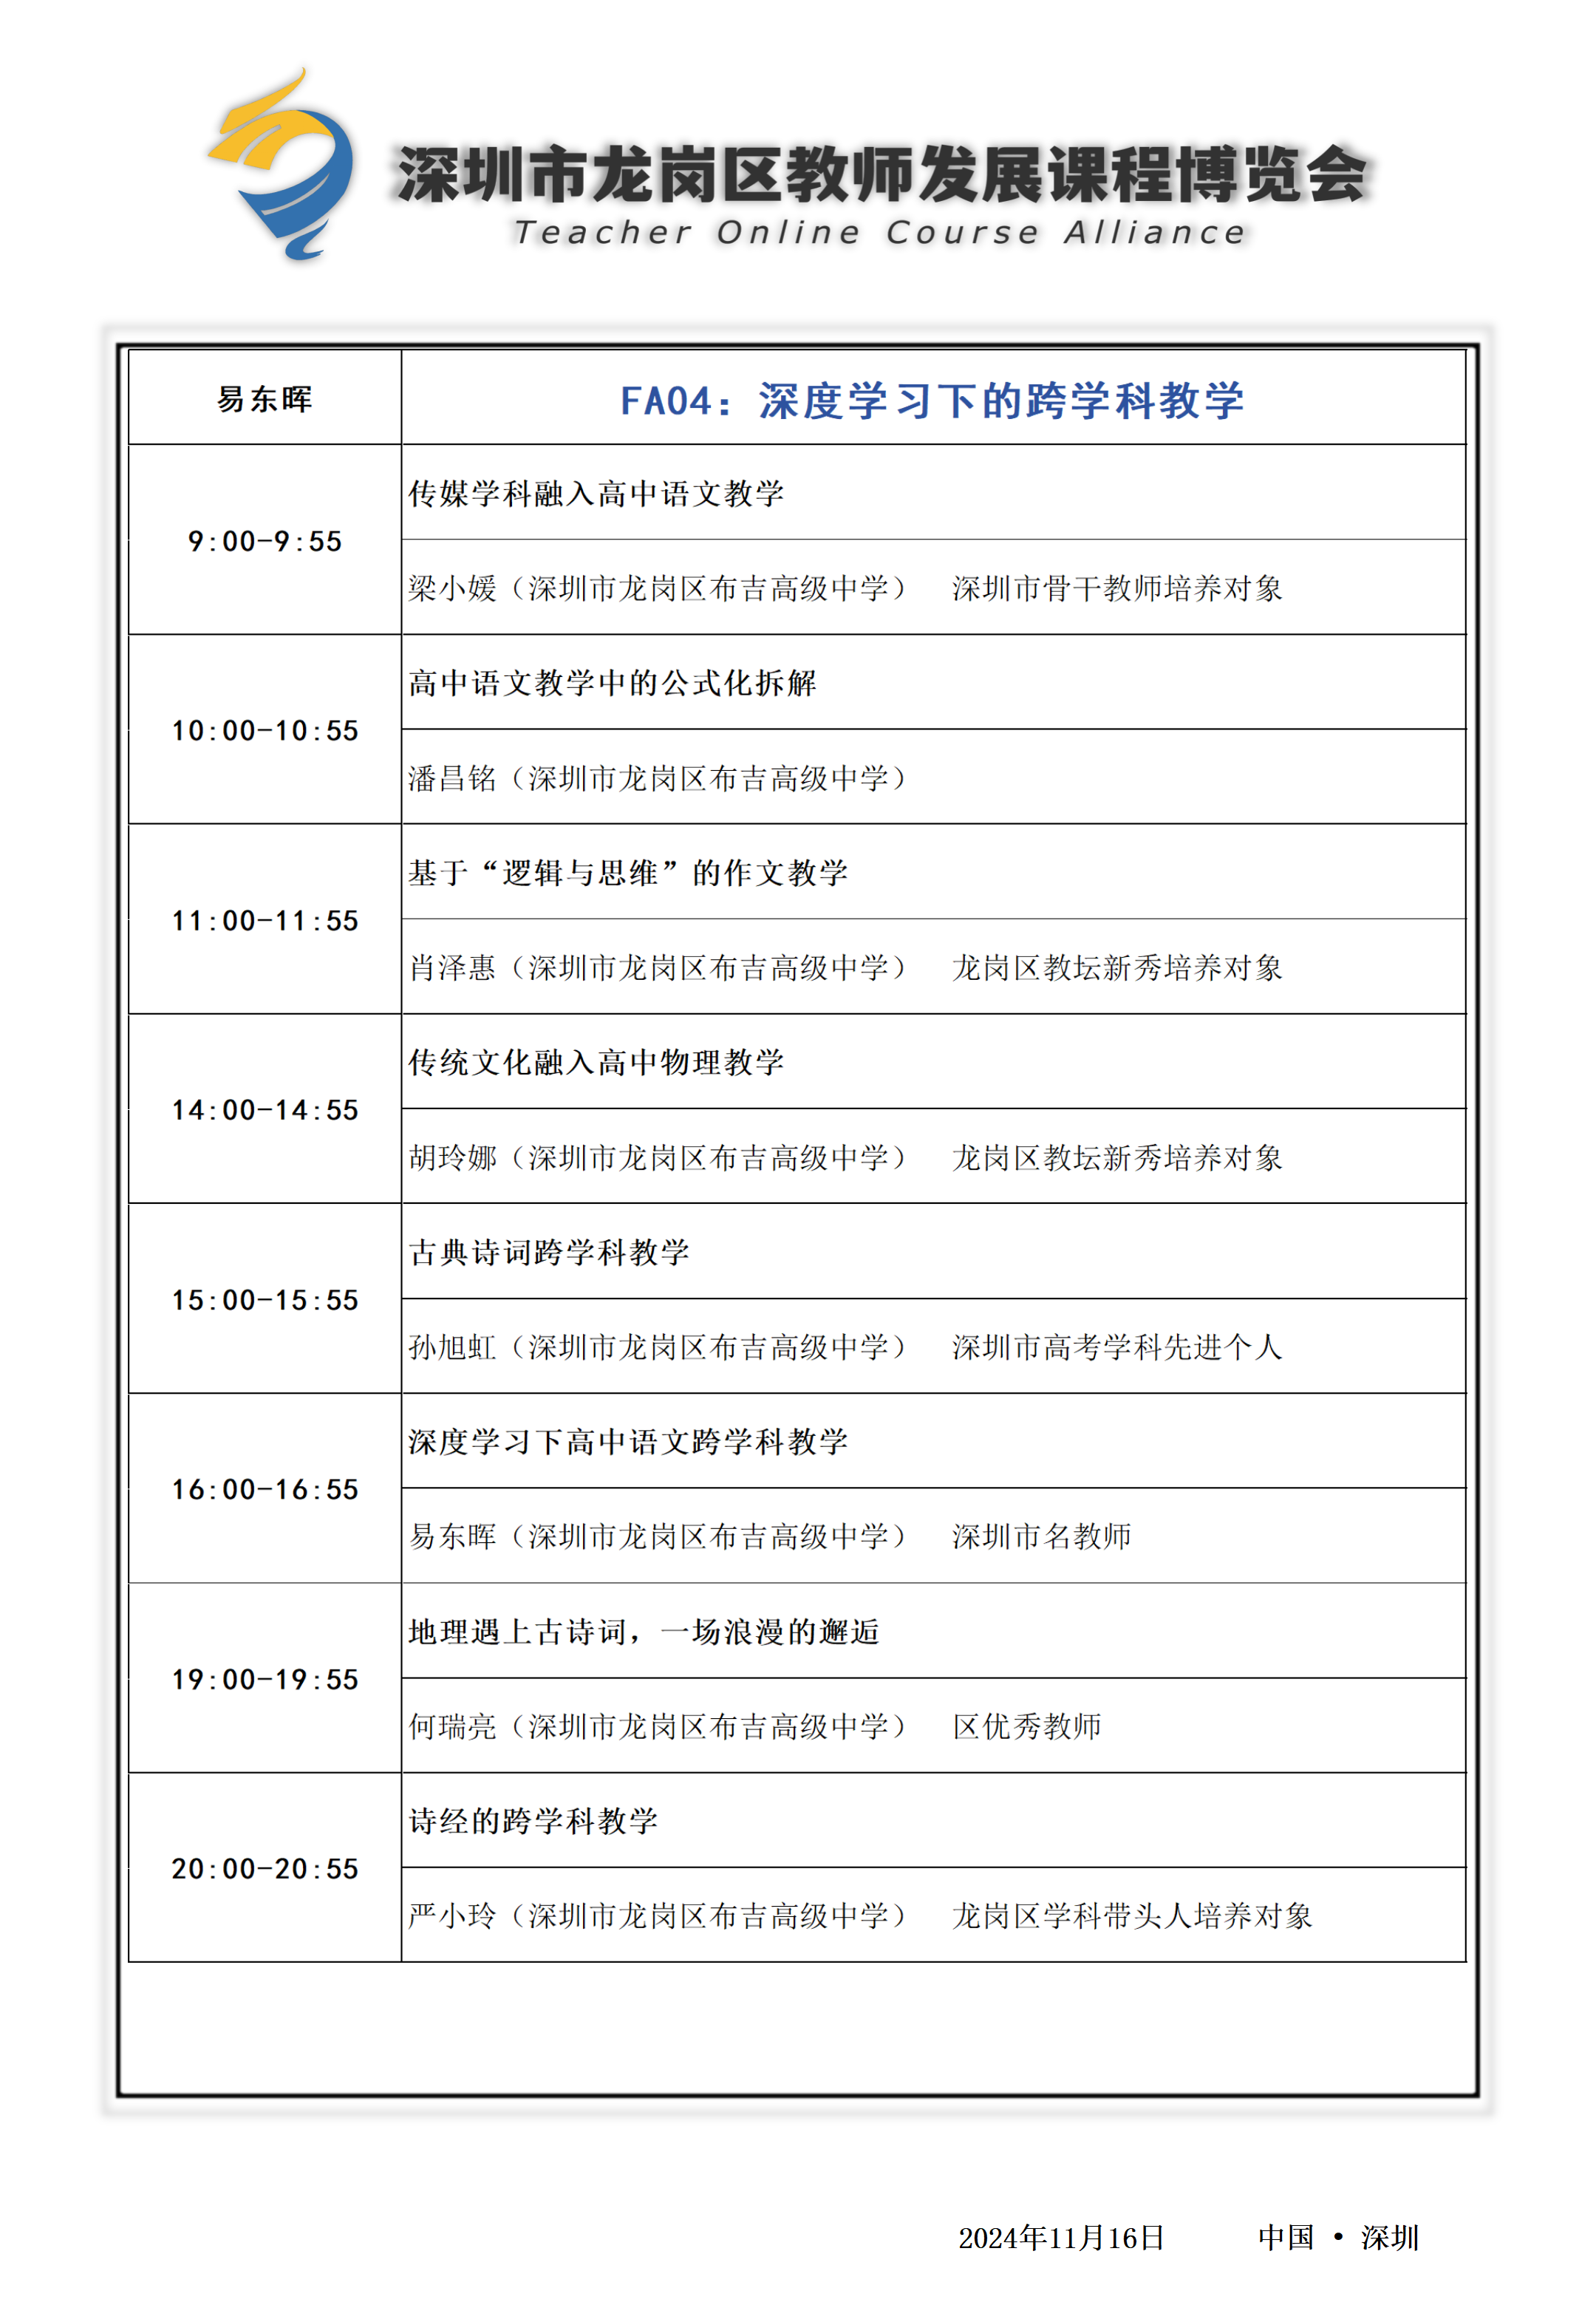 深圳市龙岗区教师发展课程博览会
Teacher Online Course Alliance
易东晖
FA04：深度学习下的跨学科教学
9:00-9:55
传媒学科融入高中语文教学
梁小媛（深圳市龙岗区布吉高级中学） 深圳市骨干教师培养对象
10:00-10:55
高中语文教学中的公式化拆解
潘昌铭（深圳市龙岗区布吉高级中学）
11:00-11:55
基于“逻辑与思维”的作文教学
肖泽惠（深圳市龙岗区布吉高级中学） 龙岗区教坛新秀培养对象
14:00-14:55
传统文化融入高中物理教学
胡玲娜（深圳市龙岗区布吉高级中学） 龙岗区教坛新秀培养对象
15:00-15:55
古典诗词跨学科教学
孙旭虹（深圳市龙岗区布吉高级中学） 深圳市高考学科先进个人
16:00-16:55
深度学习下高中语文跨学科教学
易东晖（深圳市龙岗区布吉高级中学） 深圳市名教师
19:00-19:55
地理遇上古诗词，一场浪漫的邂逅
何瑞亮（深圳市龙岗区布吉高级中学） 区优秀教师
20:00-20:55
诗经的跨学科教学
严小玲（深圳市龙岗区布吉高级中学） 龙岗区学科带头人培养对象
2024年11月16日 中国 • 深圳